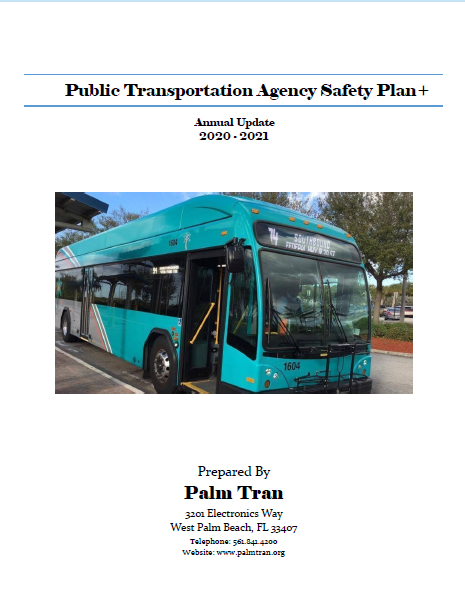 Public Transportation Agency Safety Plan+
Annual Update
2020 - 2021
1604
74 SOUTHBOUND
1604
Prepared By
Palm Tran
3201 Electronics Way
West Palm Beach, FL 33407
Telephone: 561.841.4200
Website: www.palmtran.org